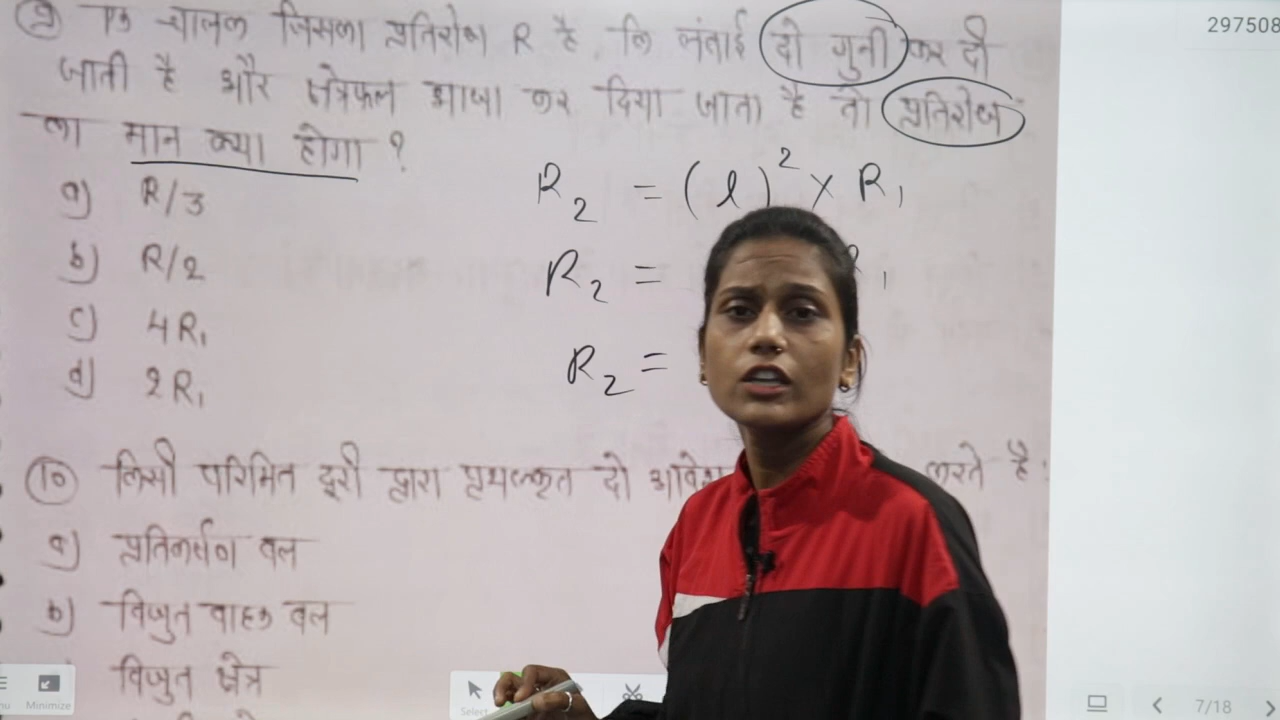 297508
⑨ एक चालक जिसका प्रतिरोध R है, कि लंबाई दो गुनी कर दी
जाती है और क्षेत्रफल आधा कर दिया जाता है तो प्रतिरोध
का मान क्या होगा ?
a) R/3
b) R/2
c) 4R₁
d) 2R₁
R₂ = (l)² × R₁
R₂ =
R₂ =
⑩ किसी परिमित दूरी द्वारा पृथक्कृत दो करते है :
a) प्रतिकर्षण बल
b) विधुत वाहक बल
विधुत क्षेत्र
Minimize
Select
7/18